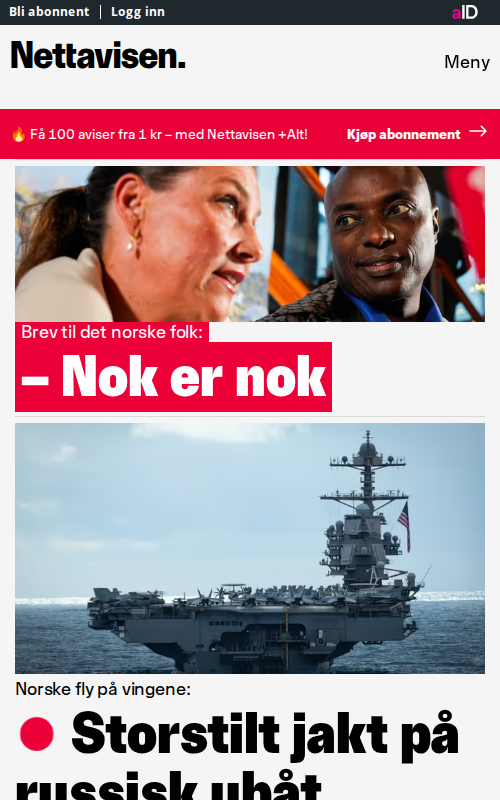 Bli abonnent | Logg inn
aID
Nettavisen.
Meny
🔥 Få 100 aviser fra 1 kr – med Nettavisen +Alt!
Kjøp abonnement →
Brev til det norske folk:
– Nok er nok
Norske fly på vingene:
Storstilt jakt på
russisk ubåt